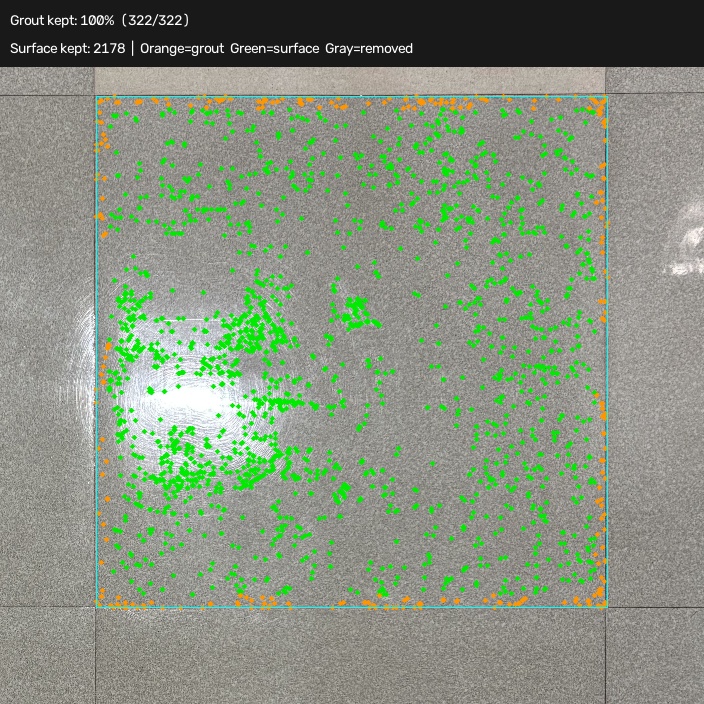 Grout kept: 100% (322/322)
Surface kept: 2178 | Orange=grout Green=surface Gray=removed